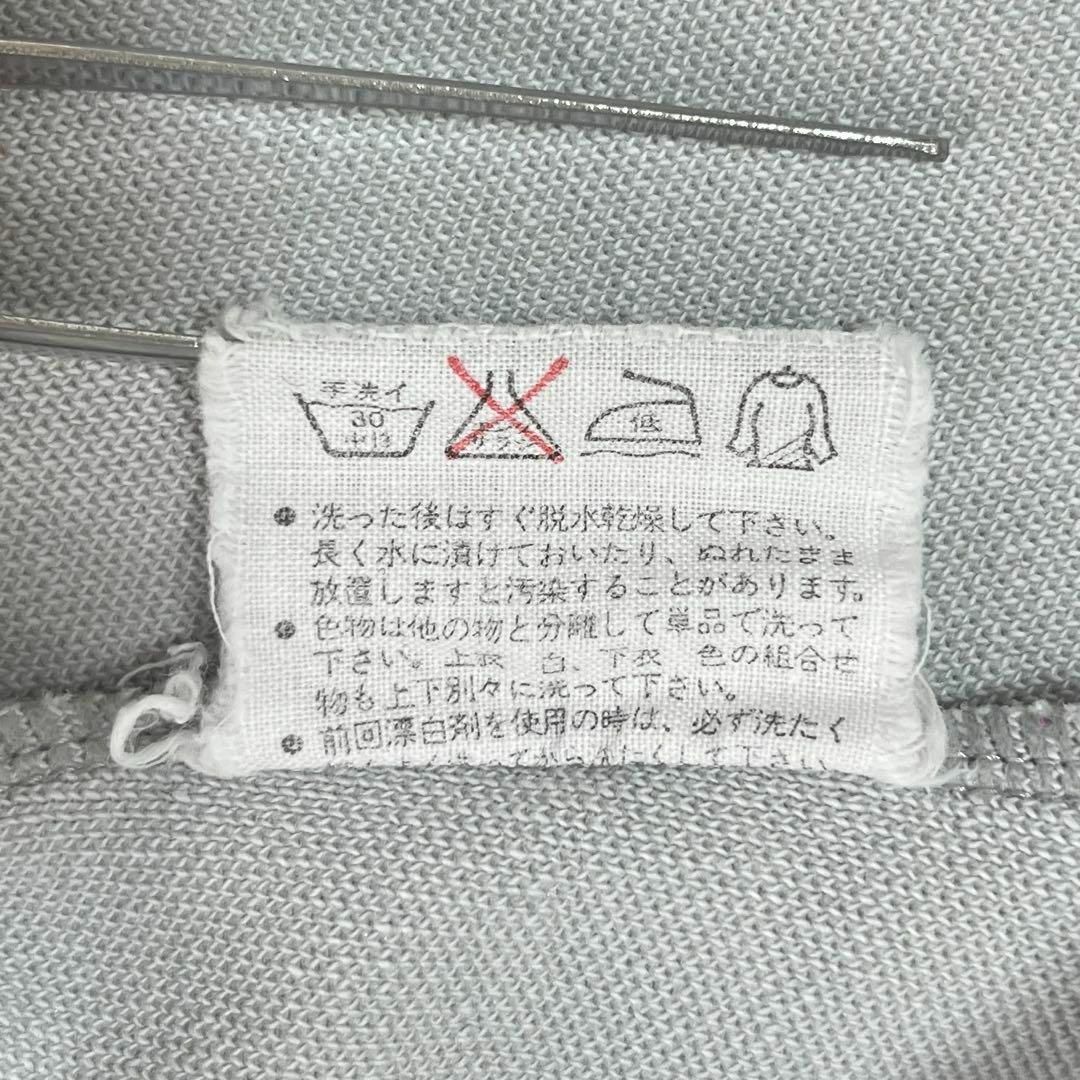 手洗イ
30
中性
サラシ
低
● 洗った後はすぐ脱水乾燥して下さい。
長く水に漬けておいたり、ぬれたまま
放置しますと汚染することがあります。
● 色物は他の物と分離して単品で洗って
下さい。上衣 白、下衣 色の組合せ
物も上下別々に洗って下さい。
● 前回漂白剤を使用の時は、必ず洗たく